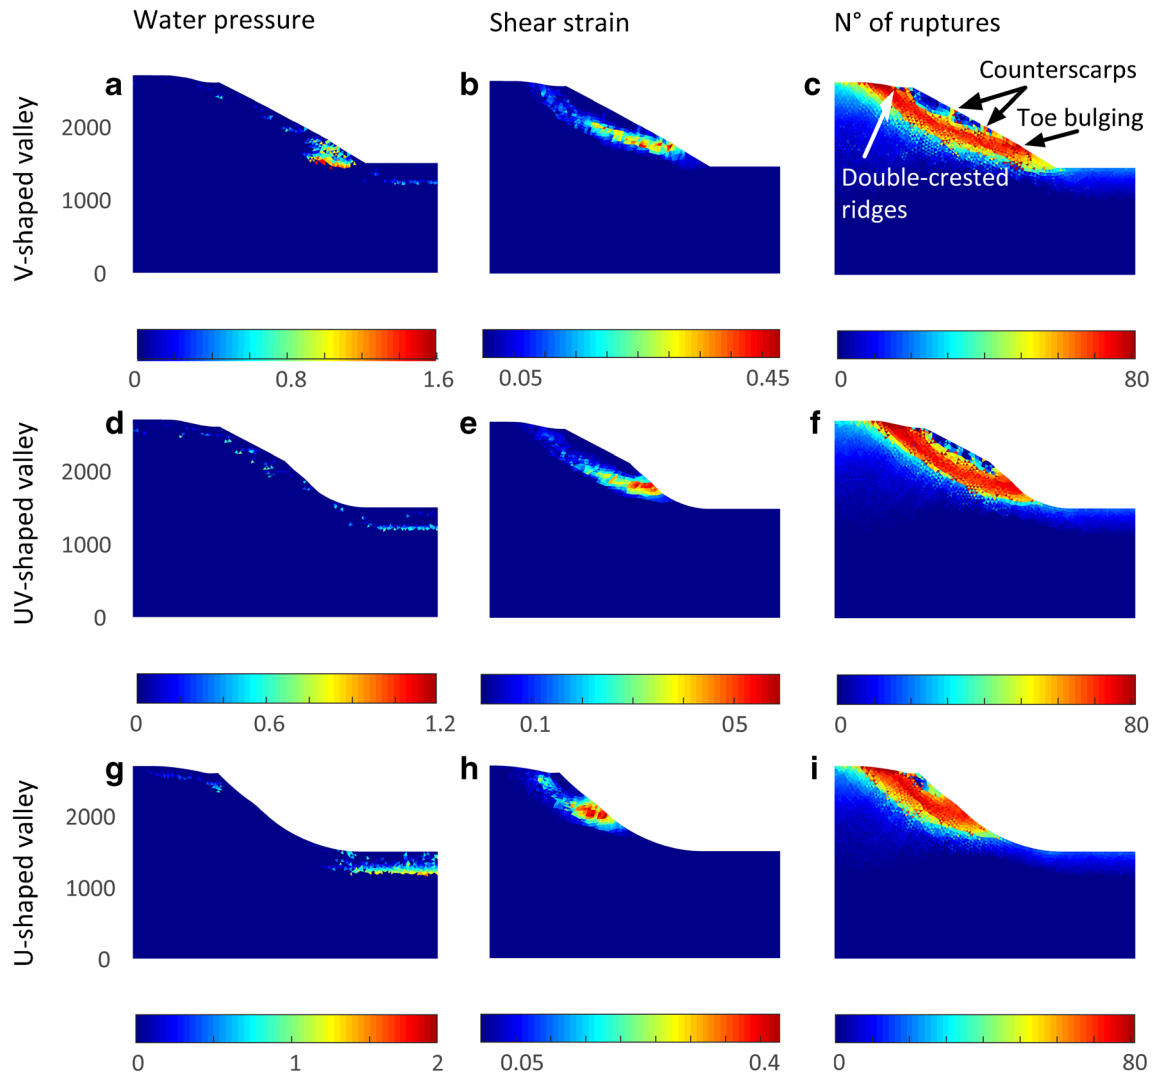 Water pressure
Shear strain
N° of ruptures
V-shaped valley
a
b
c
Counterscarps
Toe bulging
Double-crested
ridges
2000
1000
0
0 0.8 1.6
0.05 0.45
0 80
UV-shaped valley
d
e
f
2000
1000
0
0 0.6 1.2
0.1 05
0 80
U-shaped valley
g
h
i
2000
1000
0
0 1 2
0.05 0.4
0 80